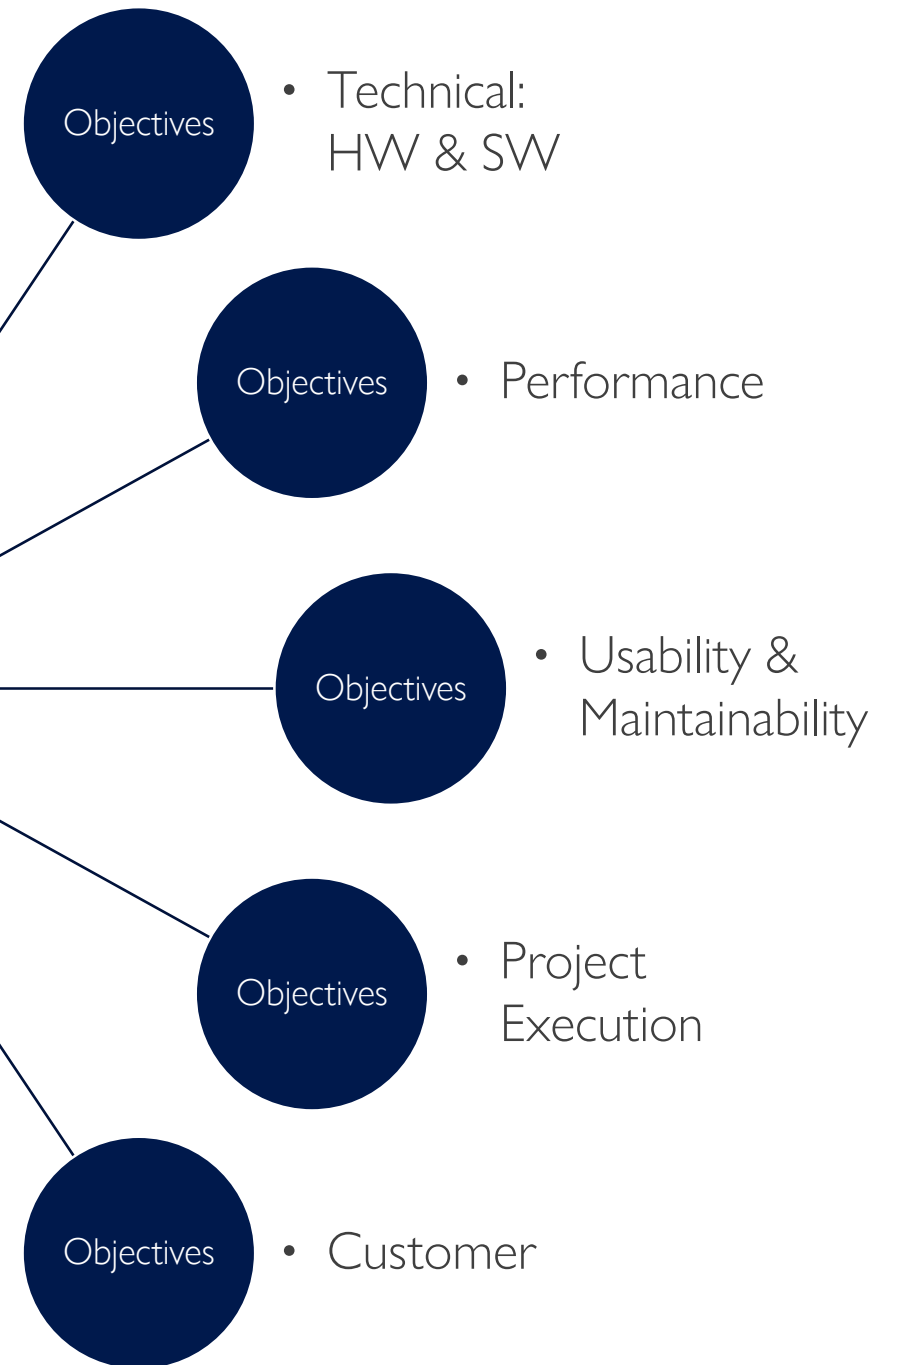 Objectives
• Technical:
HW & SW
Objectives
• Performance
Objectives
• Usability &
Maintainability
Objectives
• Project
Execution
Objectives
• Customer